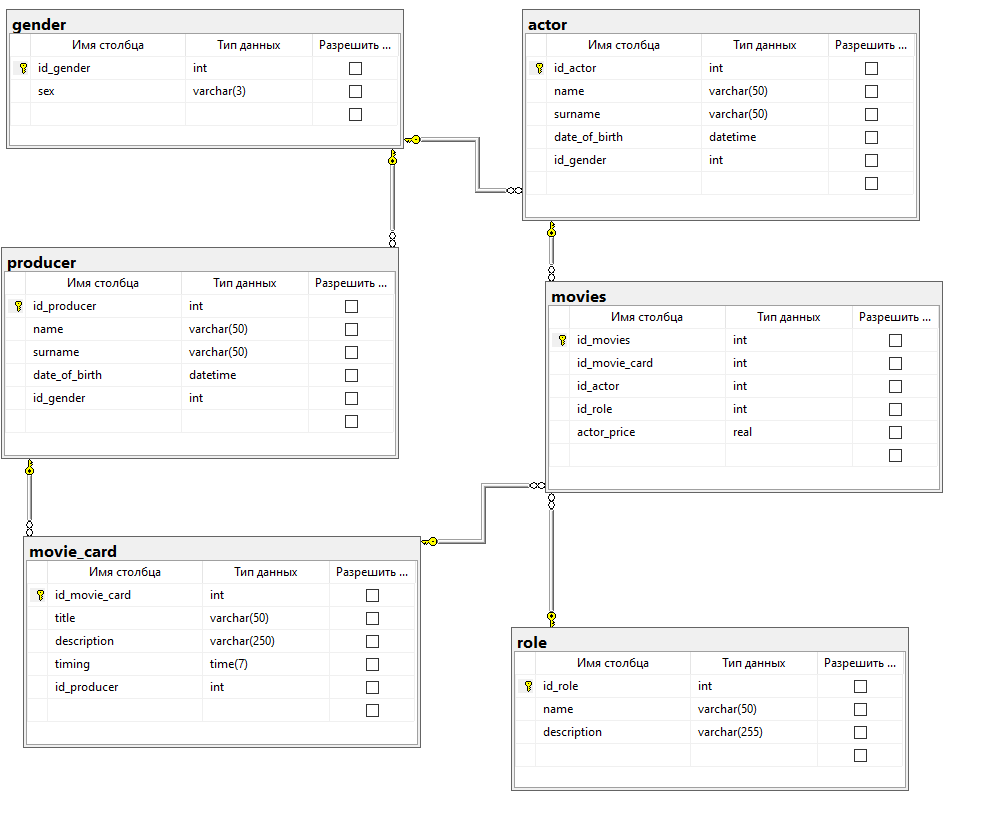 gender
Имя столбца Тип данных Разрешить ...
id_gender int
sex varchar(3)
actor
Имя столбца Тип данных Разрешить ...
id_actor int
name varchar(50)
surname varchar(50)
date_of_birth datetime
id_gender int
producer
Имя столбца Тип данных Разрешить ...
id_producer int
name varchar(50)
surname varchar(50)
date_of_birth datetime
id_gender int
movies
Имя столбца Тип данных Разрешить ...
id_movies int
id_movie_card int
id_actor int
id_role int
actor_price real
movie_card
Имя столбца Тип данных Разрешить ...
id_movie_card int
title varchar(50)
description varchar(250)
timing time(7)
id_producer int
role
Имя столбца Тип данных Разрешить ...
id_role int
name varchar(50)
description varchar(255)